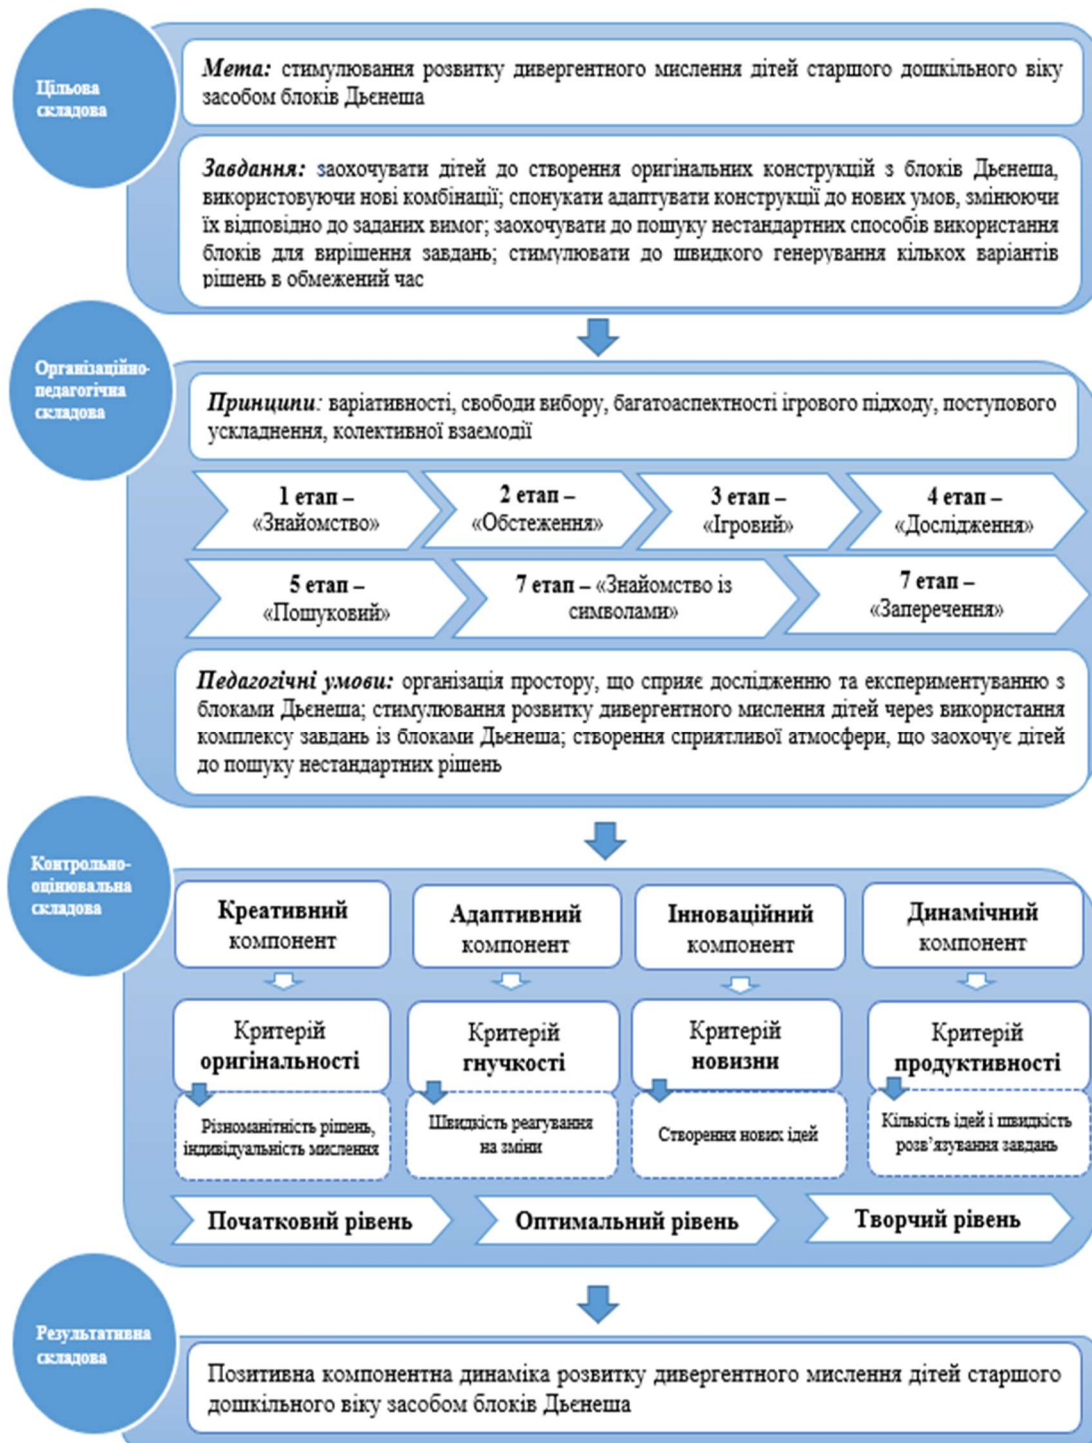 Цільова
складова
Мета: стимулювання розвитку дивергентного мислення дітей старшого дошкільного віку
засобом блоків Дьєнеша
Завдання: заохочувати дітей до створення оригінальних конструкцій з блоків Дьєнеша,
використовуючи нові комбінації; спонукати адаптувати конструкції до нових умов, змінюючи
їх відповідно до заданих вимог; заохочувати до пошуку нестандартних способів використання
блоків для вирішення завдань; стимулювати до швидкого генерування кількох варіантів
рішень в обмежений час
Організаційно-
педагогічна
складова
Принципи: варіативності, свободи вибору, багатоаспектності ігрового підходу, поступового
ускладнення, колективної взаємодії
1 етап –
«Знайомство»
2 етап –
«Обстеження»
3 етап –
«Ігровий»
4 етап –
«Дослідження»
5 етап –
«Пошуковий»
7 етап – «Знайомство із
символами»
7 етап –
«Заперечення»
Педагогічні умови: організація простору, що сприяє дослідженню та експериментуванню з
блоками Дьєнеша; стимулювання розвитку дивергентного мислення дітей через використання
комплексу завдань із блоками Дьєнеша; створення сприятливої атмосфери, що заохочує дітей
до пошуку нестандартних рішень
Контрольно-
оцінювальна
складова
Креативний
компонент
Адаптивний
компонент
Інноваційний
компонент
Динамічний
компонент
Критерій
оригінальності
Критерій
гнучкості
Критерій
новизни
Критерій
продуктивності
Різноманітність рішень,
індивідуальність мислення
Швидкість реагування
на зміни
Створення нових ідей
Кількість ідей і швидкість
розв’язування завдань
Початковий рівень
Оптимальний рівень
Творчий рівень
Результативна
складова
Позитивна компонентна динаміка розвитку дивергентного мислення дітей старшого
дошкільного віку засобом блоків Дьєнеша